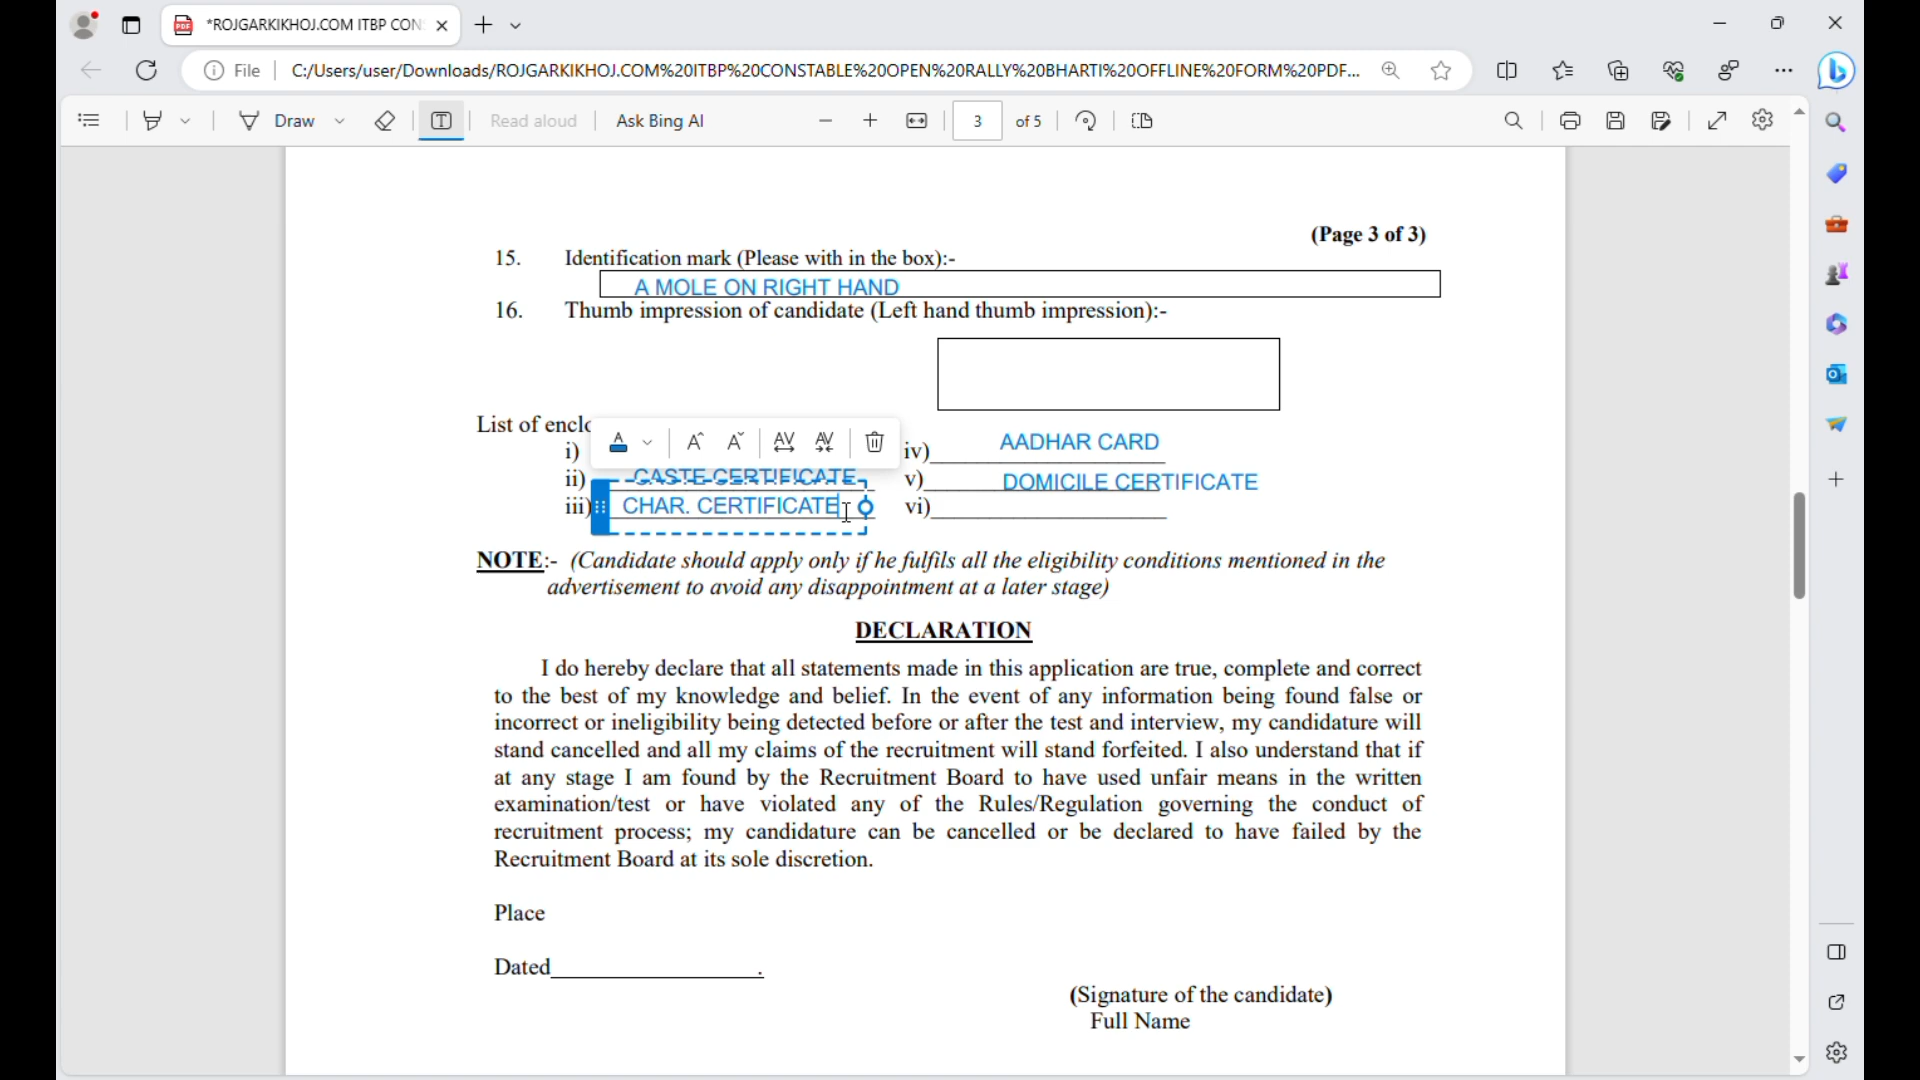 *ROJGARKIKHOJ.COM ITBP CON
File C:/Users/user/Downloads/ROJGARKIKHOJ.COM%20ITBP%20CONSTABLE%20OPEN%20RALLY%20BHARTI%20OFFLINE%20FORM%20PDF...
Draw Read aloud Ask Bing AI 3 of 5
(Page 3 of 3)
15. Identification mark (Please with in the box):-
A MOLE ON RIGHT HAND
16. Thumb impression of candidate (Left hand thumb impression):-
List of enclo
i) iv) AADHAR CARD
ii) CASTE CERTIFICATE v) DOMICILE CERTIFICATE
iii) CHAR. CERTIFICATE vi)
NOTE:- (Candidate should apply only if he fulfils all the eligibility conditions mentioned in the
advertisement to avoid any disappointment at a later stage)
DECLARATION
I do hereby declare that all statements made in this application are true, complete and correct
to the best of my knowledge and belief. In the event of any information being found false or
incorrect or ineligibility being detected before or after the test and interview, my candidature will
stand cancelled and all my claims of the recruitment will stand forfeited. I also understand that if
at any stage I am found by the Recruitment Board to have used unfair means in the written
examination/test or have violated any of the Rules/Regulation governing the conduct of
recruitment process; my candidature can be cancelled or be declared to have failed by the
Recruitment Board at its sole discretion.
Place
Dated____________________.
(Signature of the candidate)
Full Name